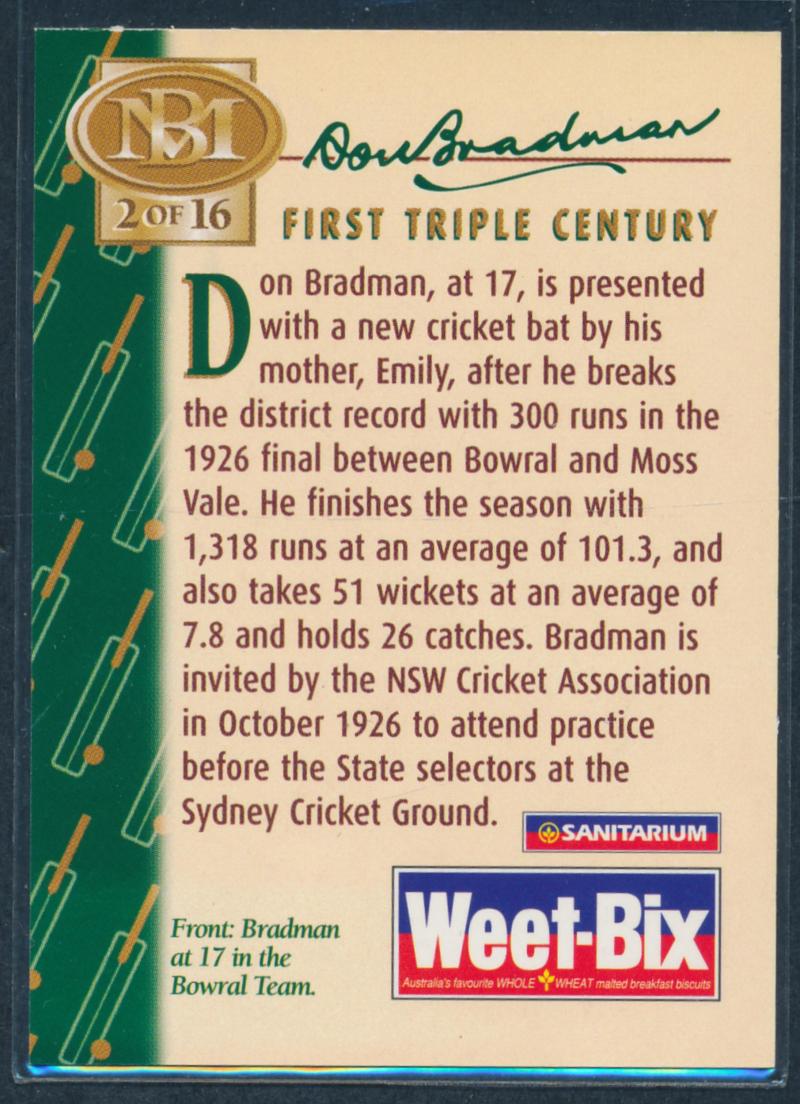 BM
2 OF 16
Don Bradman
FIRST TRIPLE CENTURY
Don Bradman, at 17, is presented
with a new cricket bat by his
mother, Emily, after he breaks
the district record with 300 runs in the
1926 final between Bowral and Moss
Vale. He finishes the season with
1,318 runs at an average of 101.3, and
also takes 51 wickets at an average of
7.8 and holds 26 catches. Bradman is
invited by the NSW Cricket Association
in October 1926 to attend practice
before the State selectors at the
Sydney Cricket Ground.
SANITARIUM
Weet-Bix
Australia's favourite WHOLE WHEAT malted breakfast biscuits
Front: Bradman
at 17 in the
Bowral Team.